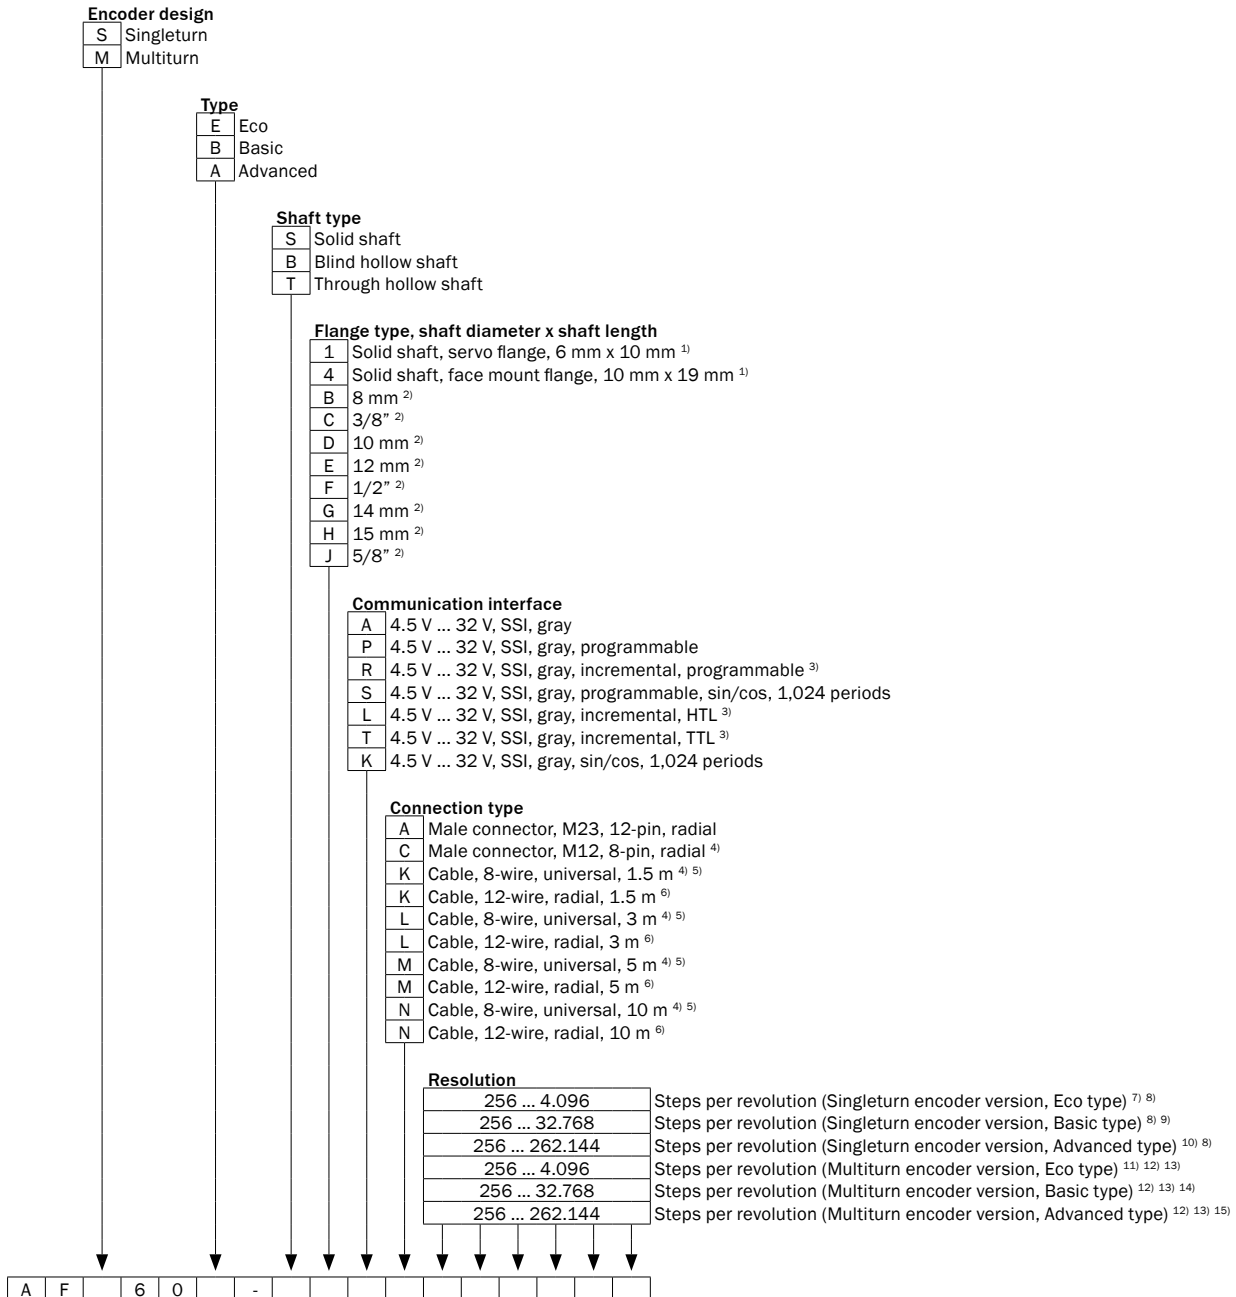 Encoder design
S Singleturn
M Multiturn
Type
E Eco
B Basic
A Advanced
Shaft type
S Solid shaft
B Blind hollow shaft
T Through hollow shaft
Flange type, shaft diameter x shaft length
1 Solid shaft, servo flange, 6 mm x 10 mm 1)
4 Solid shaft, face mount flange, 10 mm x 19 mm 1)
B 8 mm 2)
C 3/8” 2)
D 10 mm 2)
E 12 mm 2)
F 1/2” 2)
G 14 mm 2)
H 15 mm 2)
J 5/8” 2)
Communication interface
A 4.5 V ... 32 V, SSI, gray
P 4.5 V ... 32 V, SSI, gray, programmable
R 4.5 V ... 32 V, SSI, gray, incremental, programmable 3)
S 4.5 V ... 32 V, SSI, gray, programmable, sin/cos, 1,024 periods
L 4.5 V ... 32 V, SSI, gray, incremental, HTL 3)
T 4.5 V ... 32 V, SSI, gray, incremental, TTL 3)
K 4.5 V ... 32 V, SSI, gray, sin/cos, 1,024 periods
Connection type
A Male connector, M23, 12-pin, radial
C Male connector, M12, 8-pin, radial 4)
K Cable, 8-wire, universal, 1.5 m 4) 5)
K Cable, 12-wire, radial, 1.5 m 6)
L Cable, 8-wire, universal, 3 m 4) 5)
L Cable, 12-wire, radial, 3 m 6)
M Cable, 8-wire, universal, 5 m 4) 5)
M Cable, 12-wire, radial, 5 m 6)
N Cable, 8-wire, universal, 10 m 4) 5)
N Cable, 12-wire, radial, 10 m 6)
Resolution
256 ... 4.096 Steps per revolution (Singleturn encoder version, Eco type) 7) 8)
256 ... 32.768 Steps per revolution (Singleturn encoder version, Basic type) 8) 9)
256 ... 262.144 Steps per revolution (Singleturn encoder version, Advanced type) 10) 8)
256 ... 4.096 Steps per revolution (Multiturn encoder version, Eco type) 11) 12) 13)
256 ... 32.768 Steps per revolution (Multiturn encoder version, Basic type) 12) 13) 14)
256 ... 262.144 Steps per revolution (Multiturn encoder version, Advanced type) 12) 13) 15)
A F 6 0 -